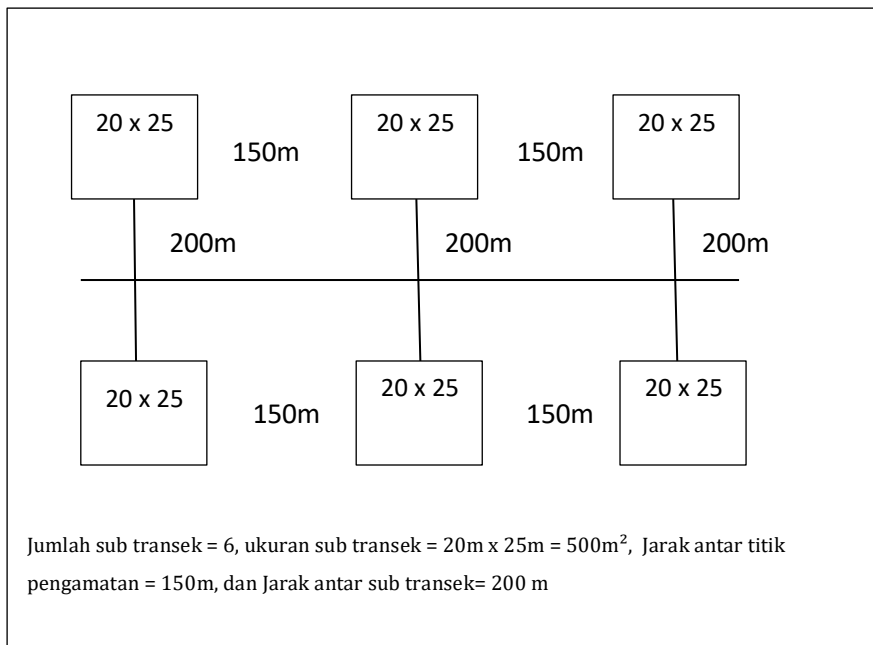 20 x 25
20 x 25
20 x 25
150m
150m
200m
200m
200m
20 x 25
20 x 25
20 x 25
150m
150m
Jumlah sub transek = 6, ukuran sub transek = 20m x 25m = 500m², Jarak antar titik
pengamatan = 150m, dan Jarak antar sub transek= 200 m